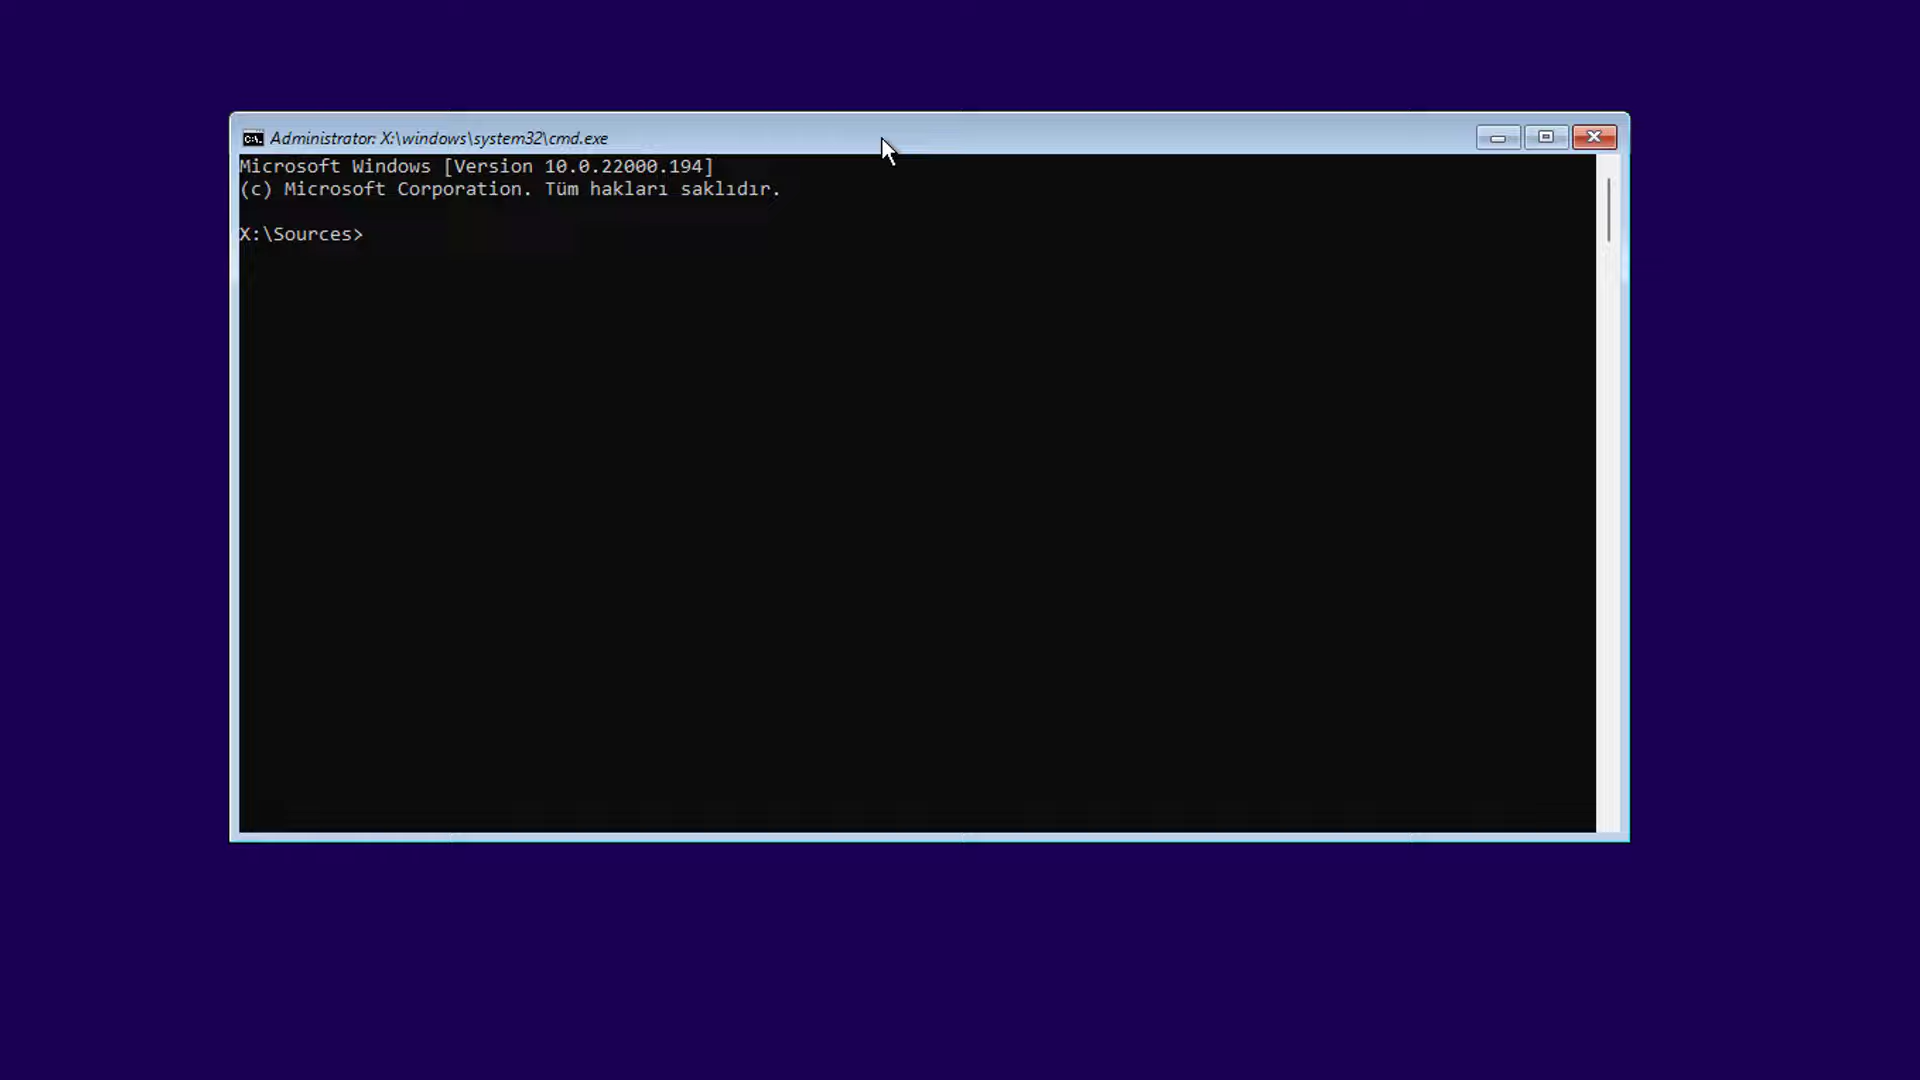 Administrator: X:\windows\system32\cmd.exe
Microsoft Windows [Version 10.0.22000.194]
(c) Microsoft Corporation. Tüm hakları saklıdır.
X:\Sources>